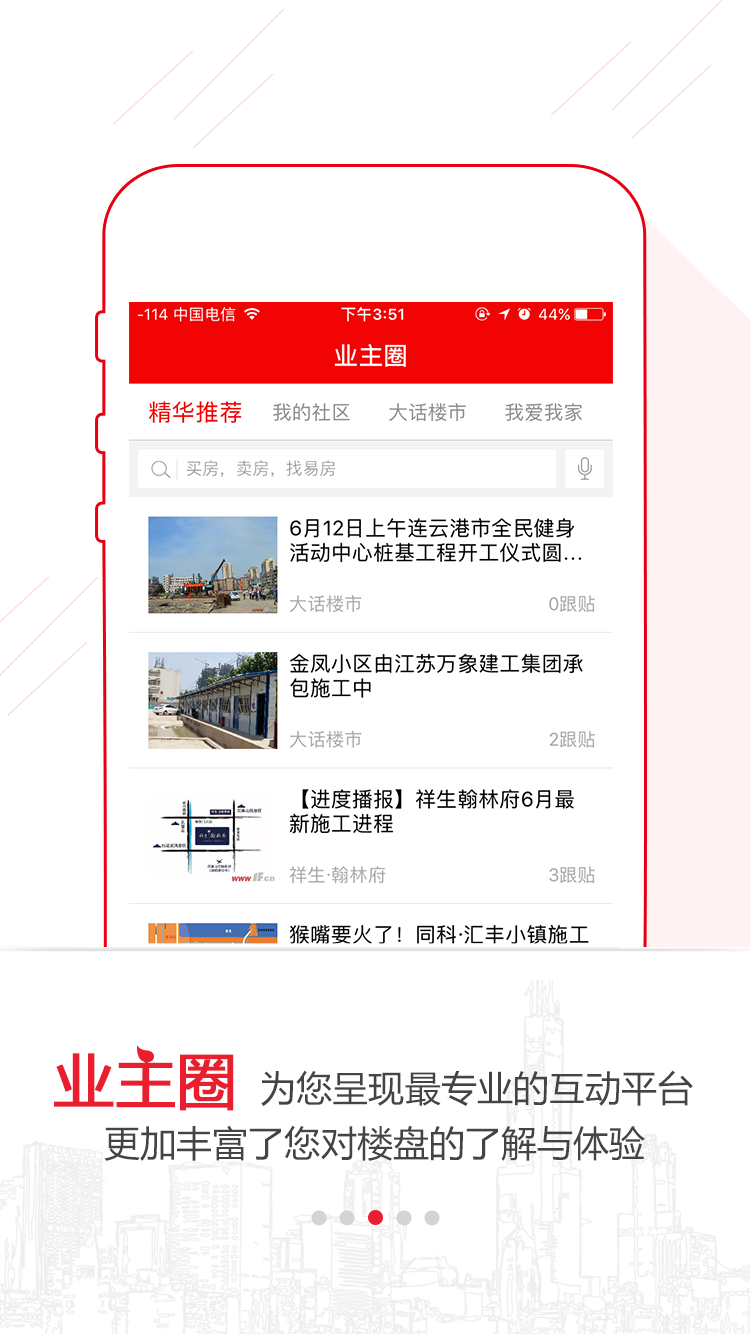 -114 中国电信 下午3:51 44%
业主圈
精华推荐 我的社区 大话楼市 我爱我家
买房，卖房，找易房
6月12日上午连云港市全民健身
活动中心桩基工程开工仪式圆...
大话楼市 0跟贴
金凤小区由江苏万象建工集团承
包施工中
大话楼市 2跟贴
【进度播报】祥生翰林府6月最
新施工进程
祥生·翰林府 3跟贴
猴嘴要火了！同科·汇丰小镇施工
业主圈 为您呈现最专业的互动平台
更加丰富了您对楼盘的了解与体验